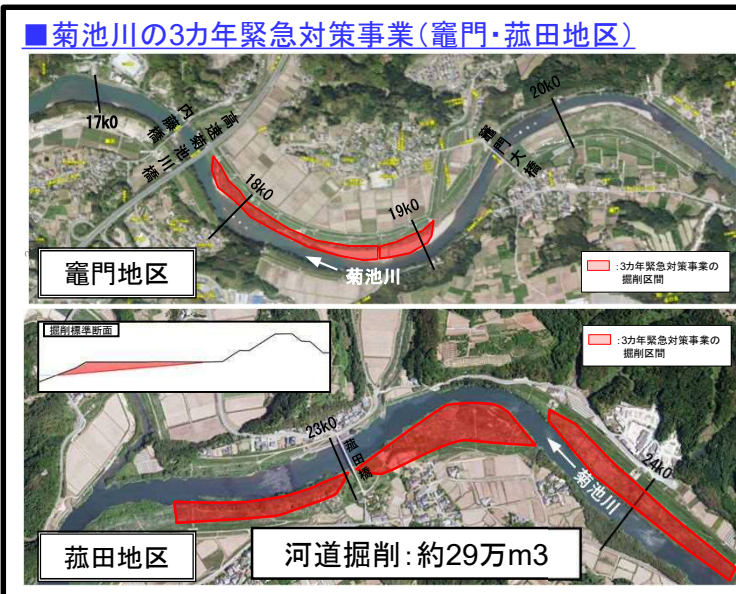 ■菊池川の3カ年緊急対策事業(竈門・菰田地区)
17k0
内藤橋
高速菊池川橋
18k0
19k0
竈門大橋
20k0
菊池川
竈門地区
:3カ年緊急対策事業の
掘削区間
掘削標準断面
:3カ年緊急対策事業の
掘削区間
23k0
菰田橋
24k0
菊池川
菰田地区
河道掘削:約29万m3